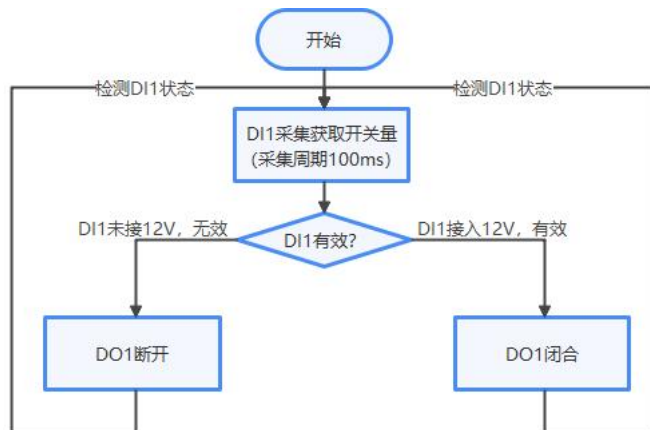 开始
检测DI1状态
检测DI1状态
DI1采集获取开关量
（采集周期100ms）
DI1未接12V，无效
DI1有效?
DI1接入12V，有效
DO1断开
DO1闭合